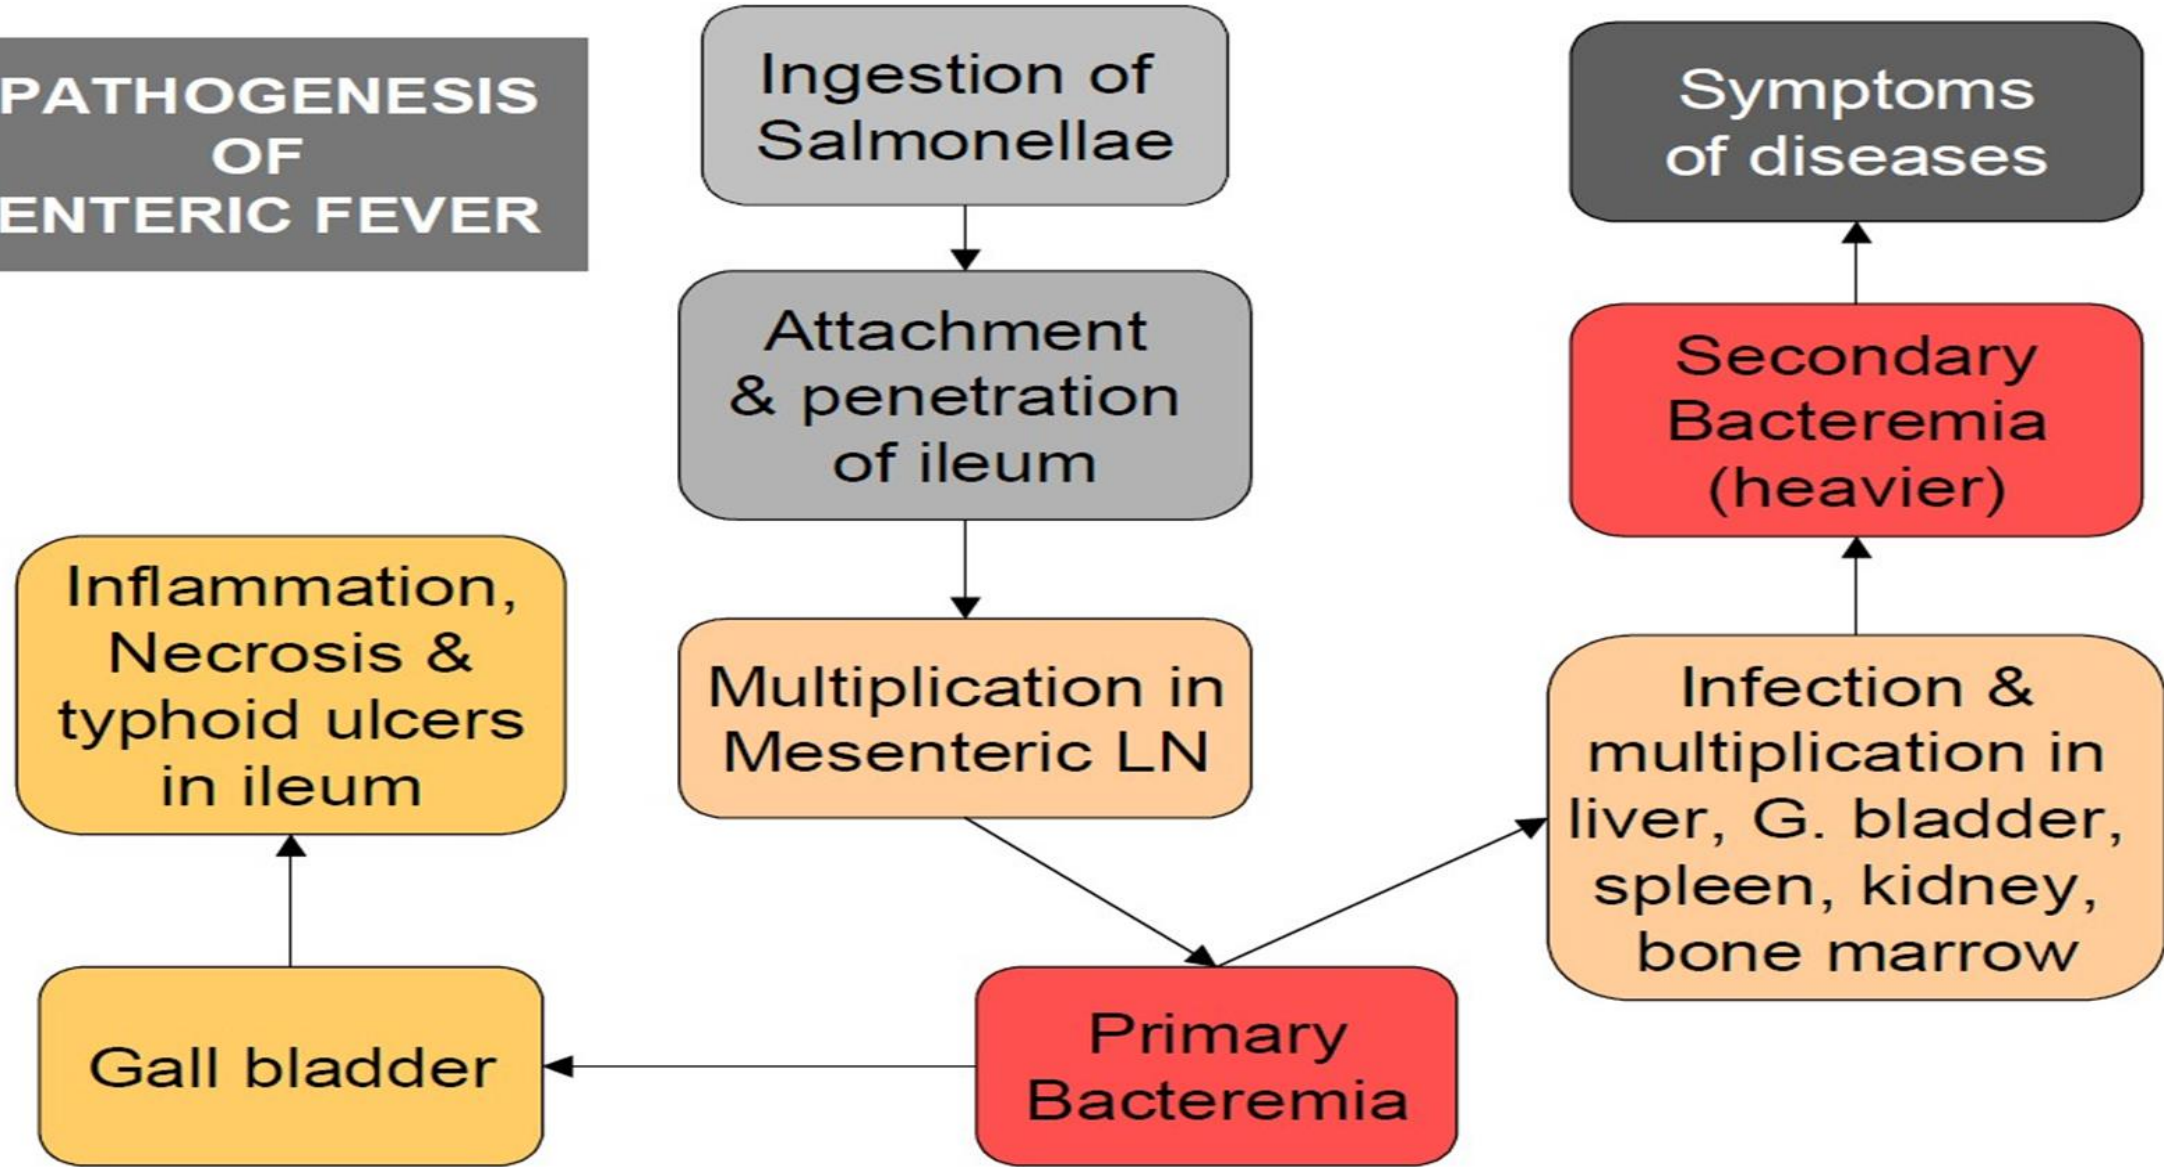 PATHOGENESIS
OF
ENTERIC FEVER
Ingestion of
Salmonellae
Attachment
& penetration
of ileum
Multiplication in
Mesenteric LN
Primary
Bacteremia
Gall bladder
Inflammation,
Necrosis &
typhoid ulcers
in ileum
Infection &
multiplication in
liver, G. bladder,
spleen, kidney,
bone marrow
Secondary
Bacteremia
(heavier)
Symptoms
of diseases